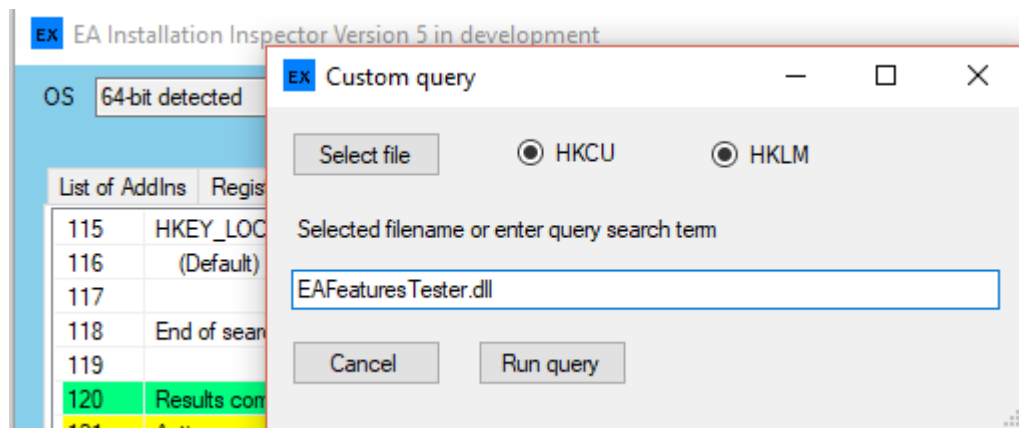 EX EA Installation Inspector Version 5 in development
OS 64-bit detected
List of AddIns Regis
115 HKEY_LOC
116 (Default)
117
118 End of sear
119
120 Results com
EX Custom query
Select file HKCU HKLM
Selected filename or enter query search term
EAFeaturesTester.dll
Cancel Run query